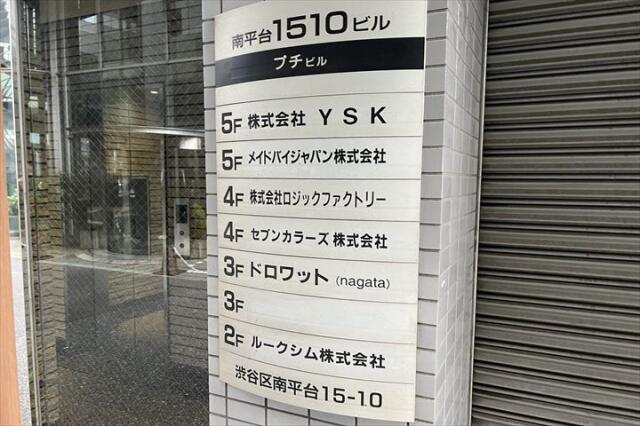 南平台1510ビル
プチビル
5F 株式会社 YSK
5F メイドバイジャパン株式会社
4F 株式会社ロジックファクトリー
4F セブンカラーズ 株式会社
3F ドロワット (nagata)
3F
2F ルークシム株式会社
渋谷区南平台15-10